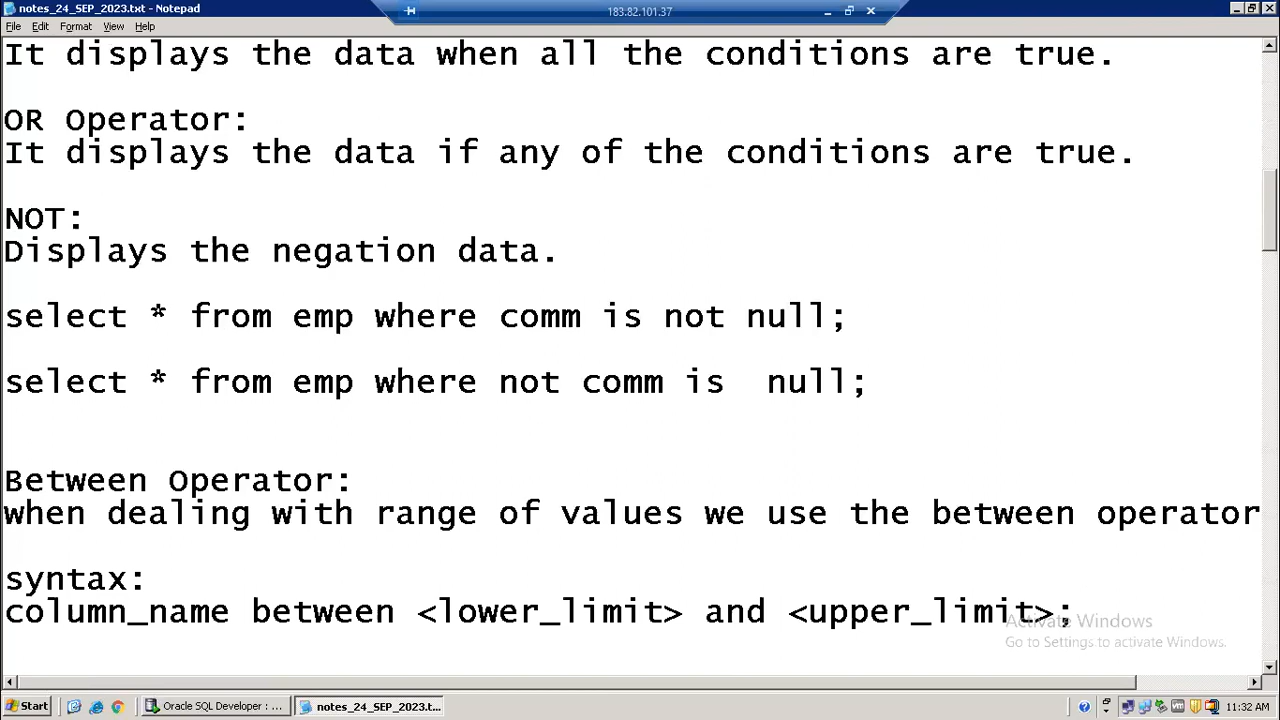 notes_24_SEP_2023.txt - Notepad
183.82.101.37
File Edit Format View Help
It displays the data when all the conditions are true.
OR Operator:
It displays the data if any of the conditions are true.
NOT:
Displays the negation data.
select * from emp where comm is not null;
select * from emp where not comm is  null;
Between Operator:
when dealing with range of values we use the between operator
syntax:
column_name between <lower_limit> and <upper_limit>;
Activate Windows
Go to Settings to activate Windows.
Start
Oracle SQL Developer : ...
notes_24_SEP_2023.t...
11:32 AM